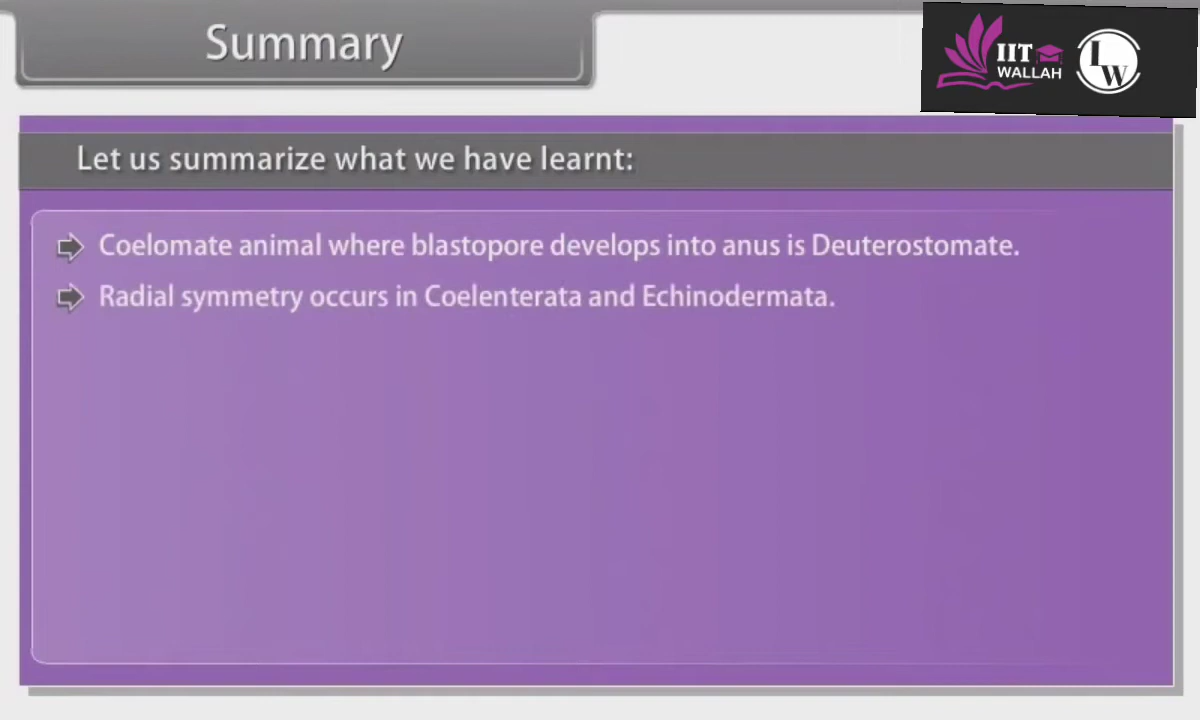 Summary
IIT
WALLAH
LW
Let us summarize what we have learnt:
Coelomate animal where blastopore develops into anus is Deuterostomate.
Radial symmetry occurs in Coelenterata and Echinodermata.